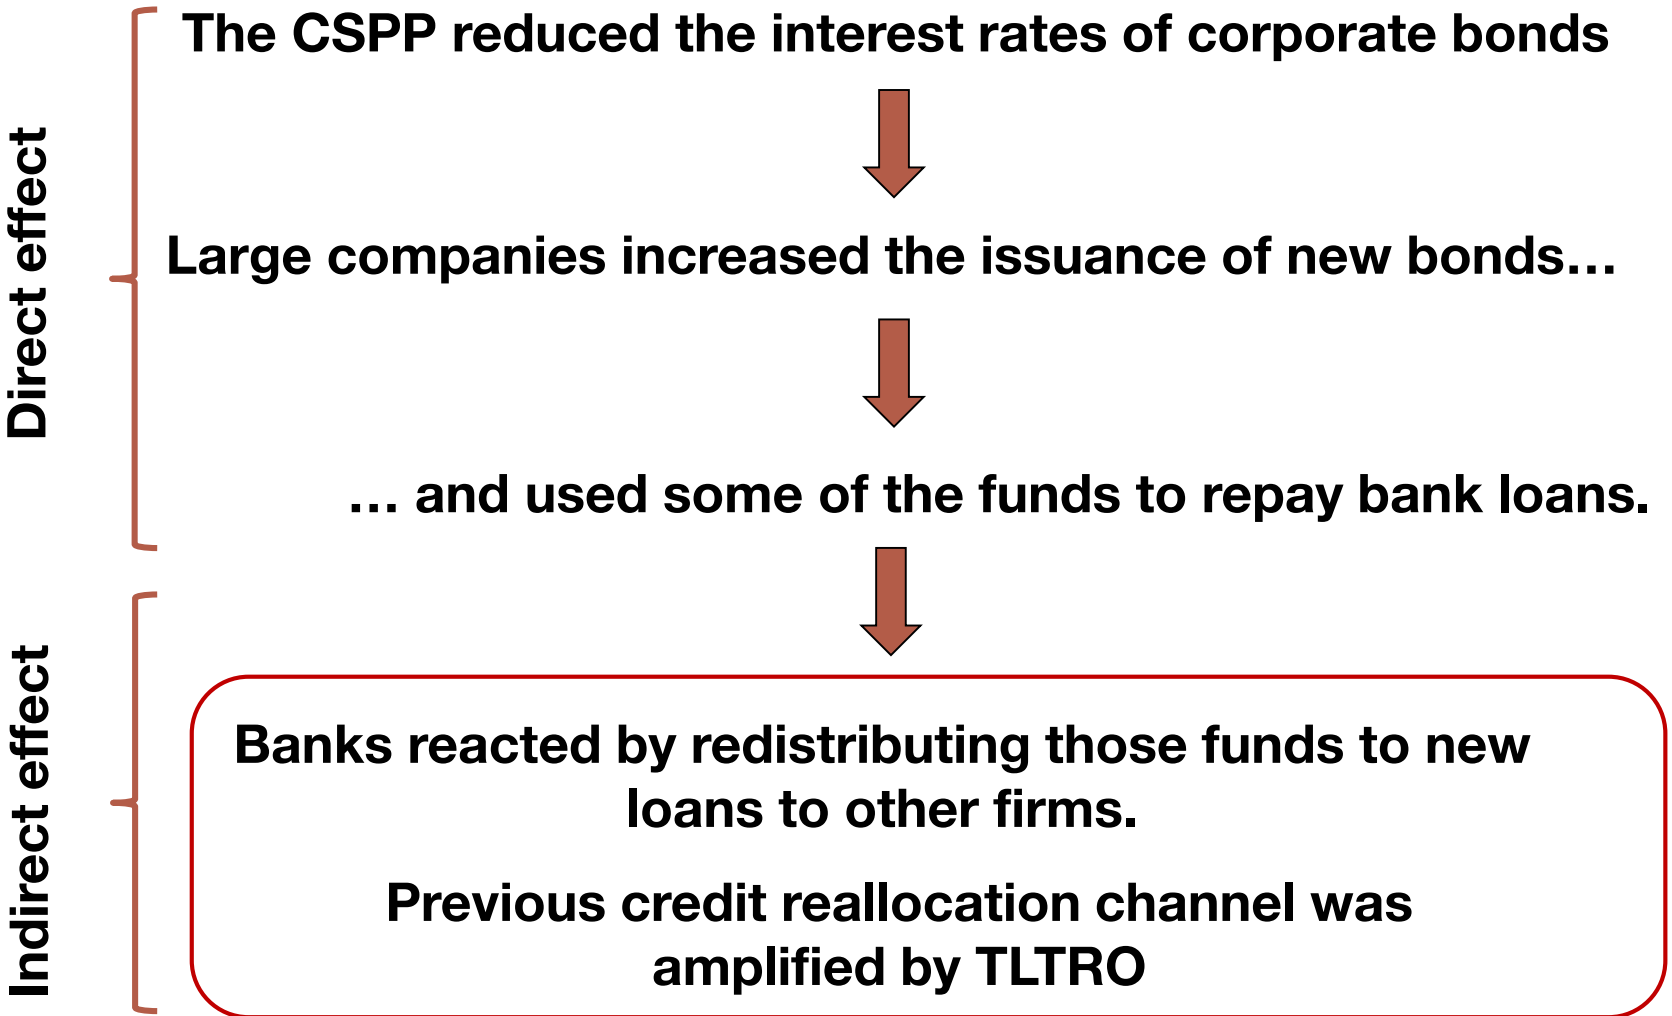 Direct effect
The CSPP reduced the interest rates of corporate bonds
Large companies increased the issuance of new bonds…
… and used some of the funds to repay bank loans.
Indirect effect
Banks reacted by redistributing those funds to new
loans to other firms.
Previous credit reallocation channel was
amplified by TLTRO